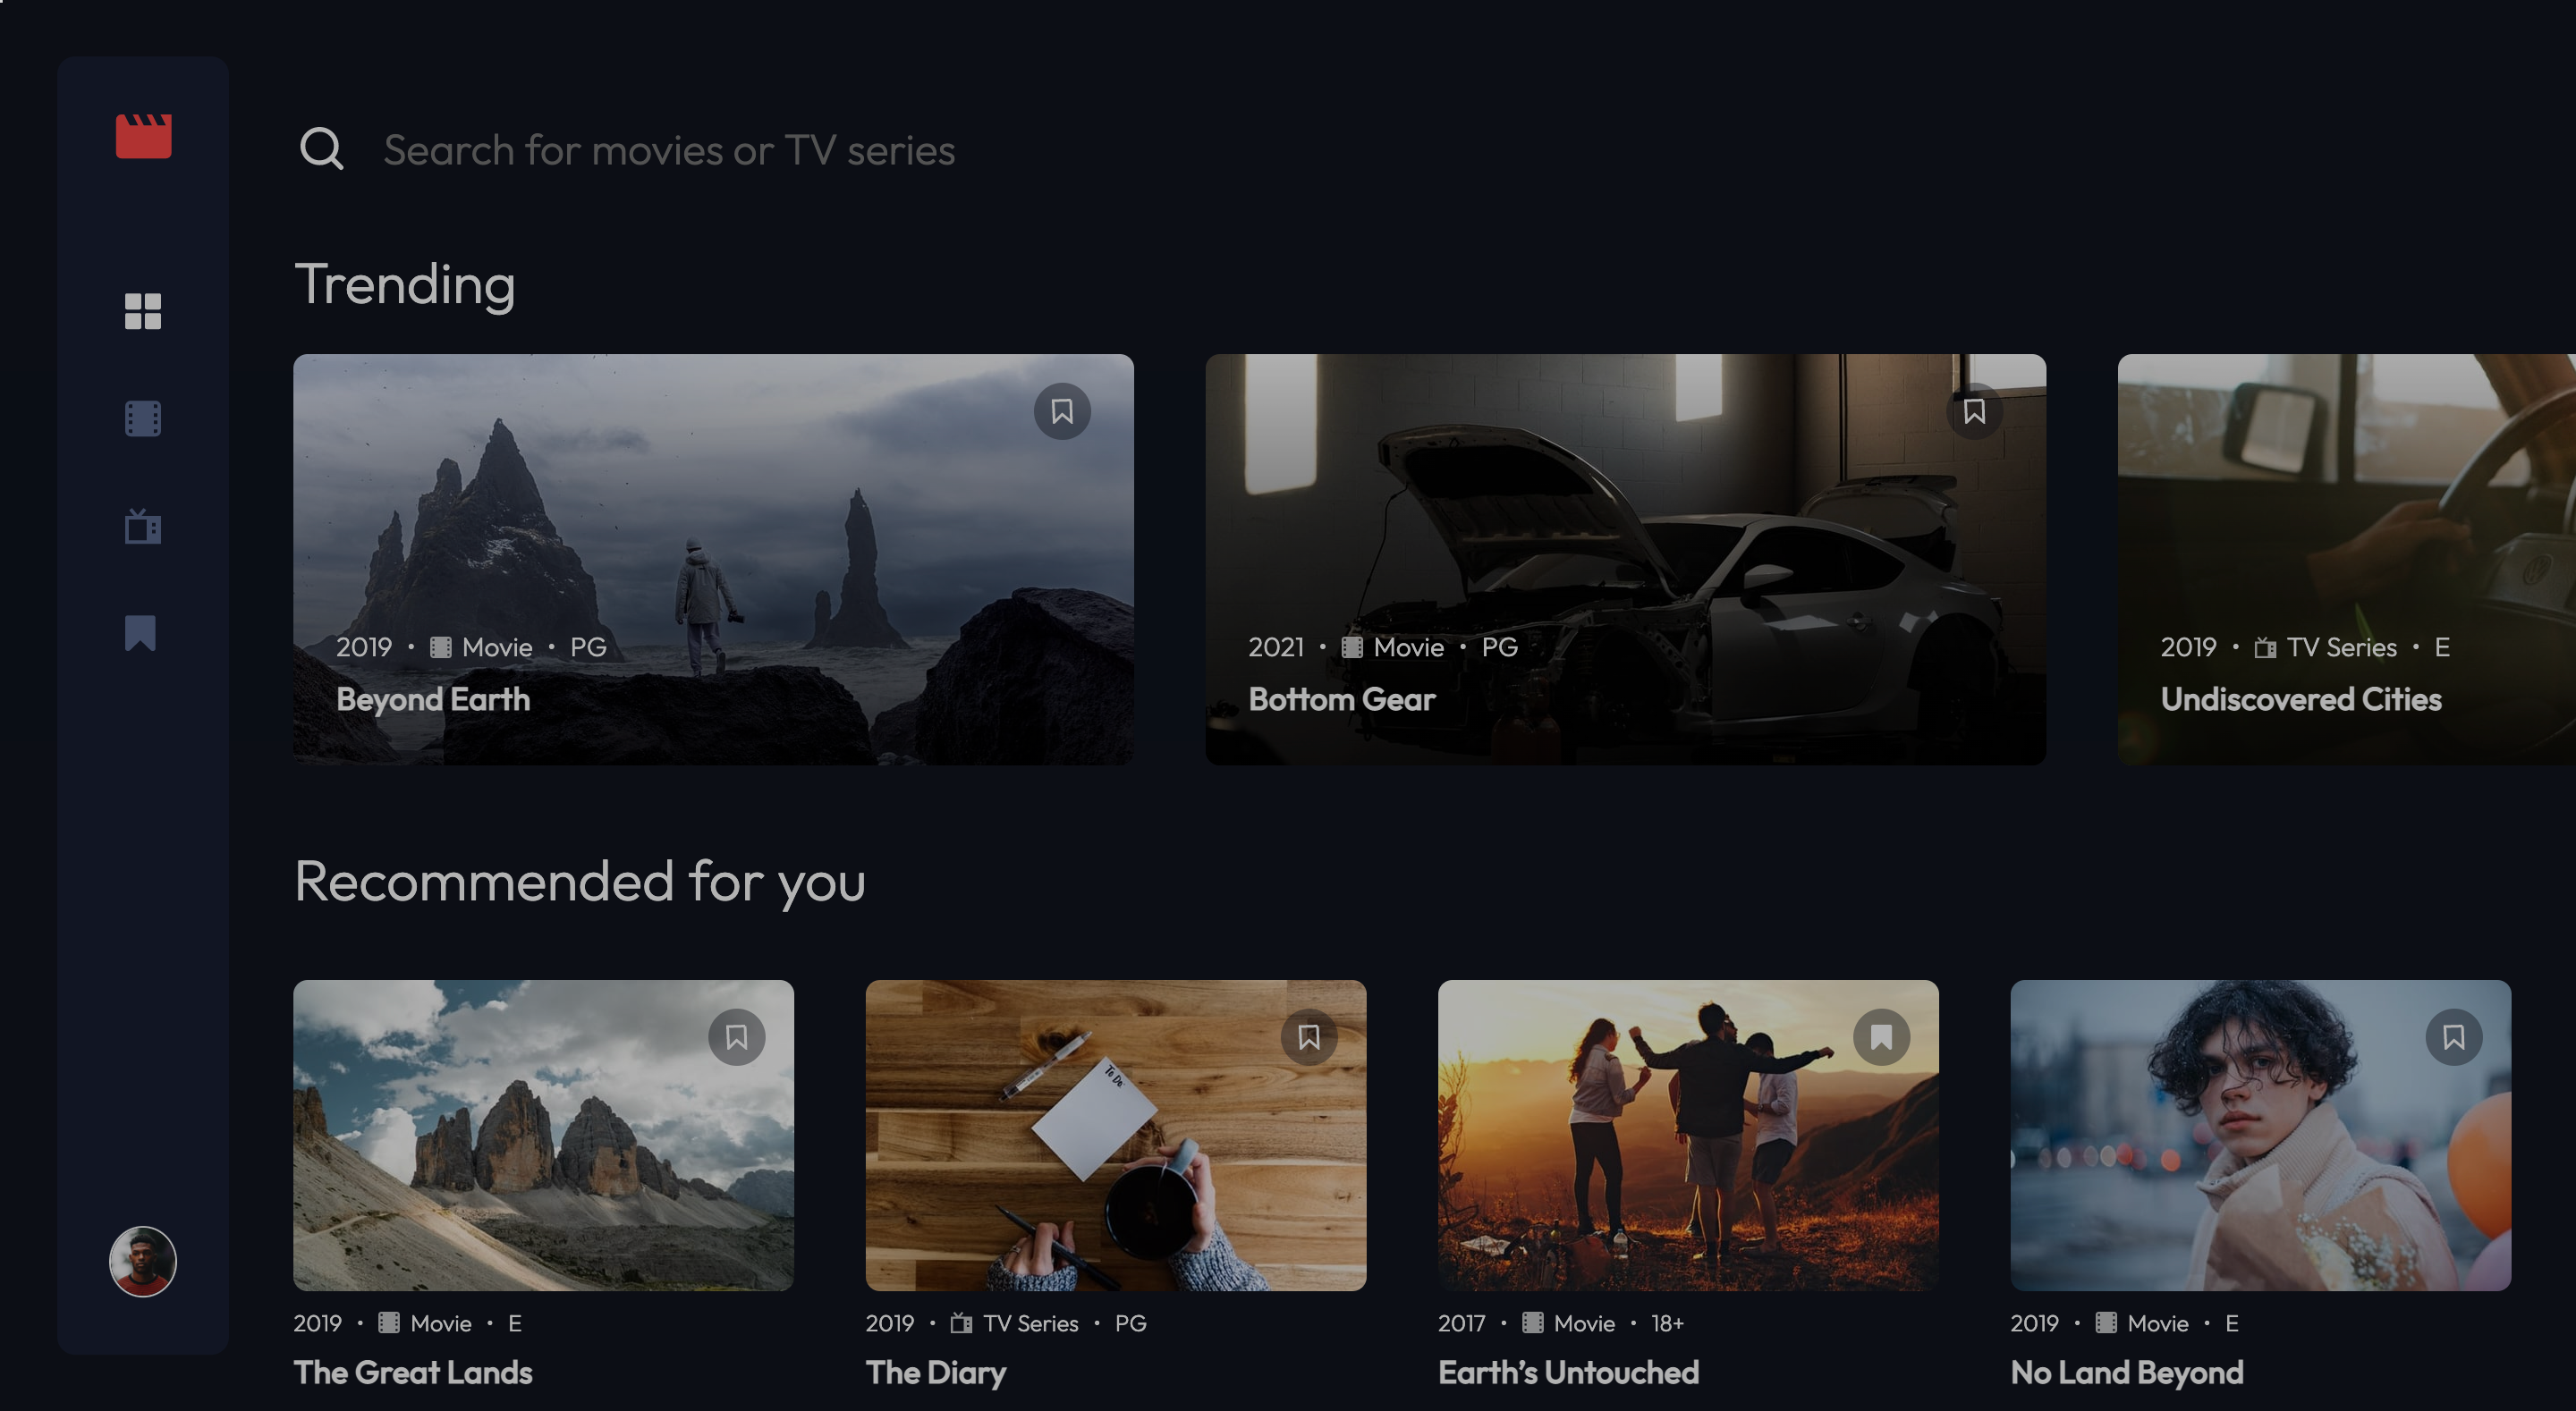 Search for movies or TV series
Trending
2019 • Movie • PG
Beyond Earth
2021 • Movie • PG
Bottom Gear
2019 • TV Series • E
Undiscovered Cities
Recommended for you
To Do
2019 • Movie • E
The Great Lands
2019 • TV Series • PG
The Diary
2017 • Movie • 18+
Earth’s Untouched
2019 • Movie • E
No Land Beyond